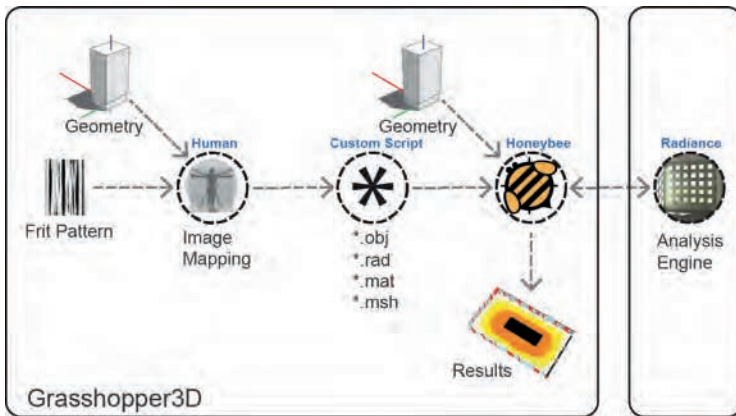 Geometry
Geometry
Human
Custom Script
Honeybee
Radiance
Frit Pattern
Image
Mapping
*.obj
*.rad
*.mat
*.msh
Analysis
Engine
Results
Grasshopper3D